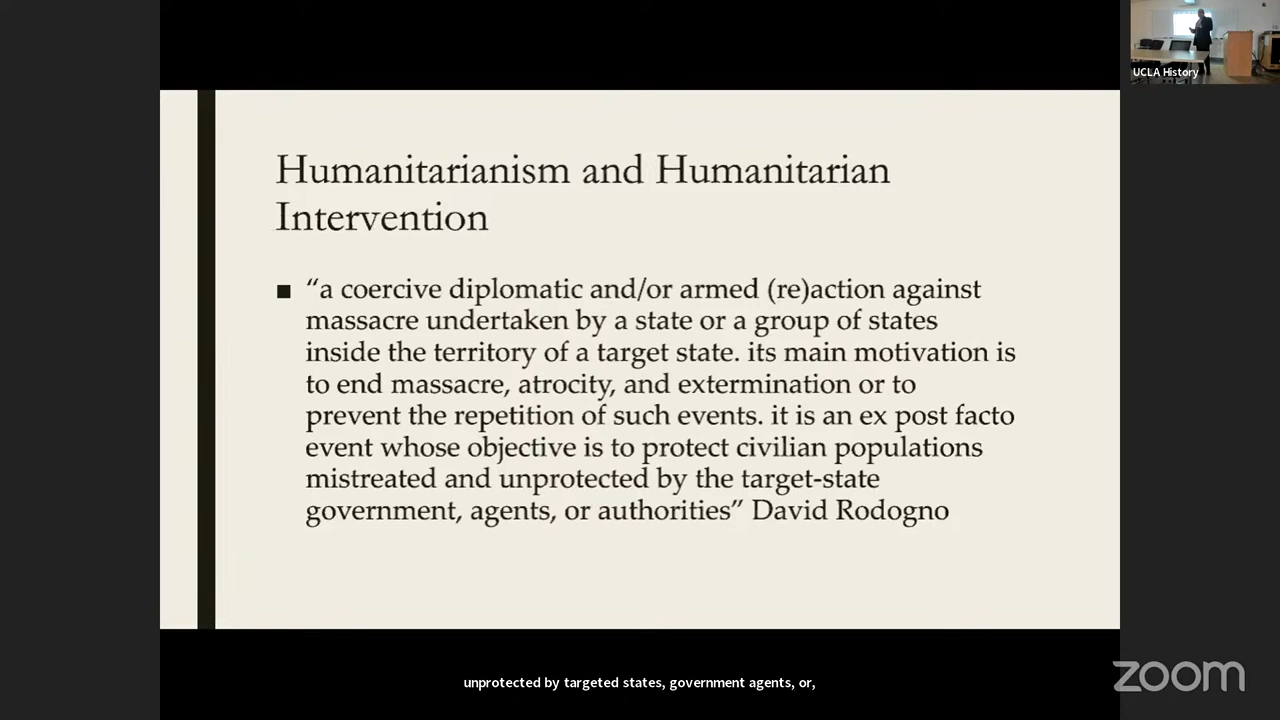 UCLA History
Humanitarianism and Humanitarian
Intervention
■ “a coercive diplomatic and/or armed (re)action against
massacre undertaken by a state or a group of states
inside the territory of a target state. its main motivation is
to end massacre, atrocity, and extermination or to
prevent the repetition of such events. it is an ex post facto
event whose objective is to protect civilian populations
mistreated and unprotected by the target-state
government, agents, or authorities” David Rodogno
unprotected by targeted states, government agents, or,
zoom